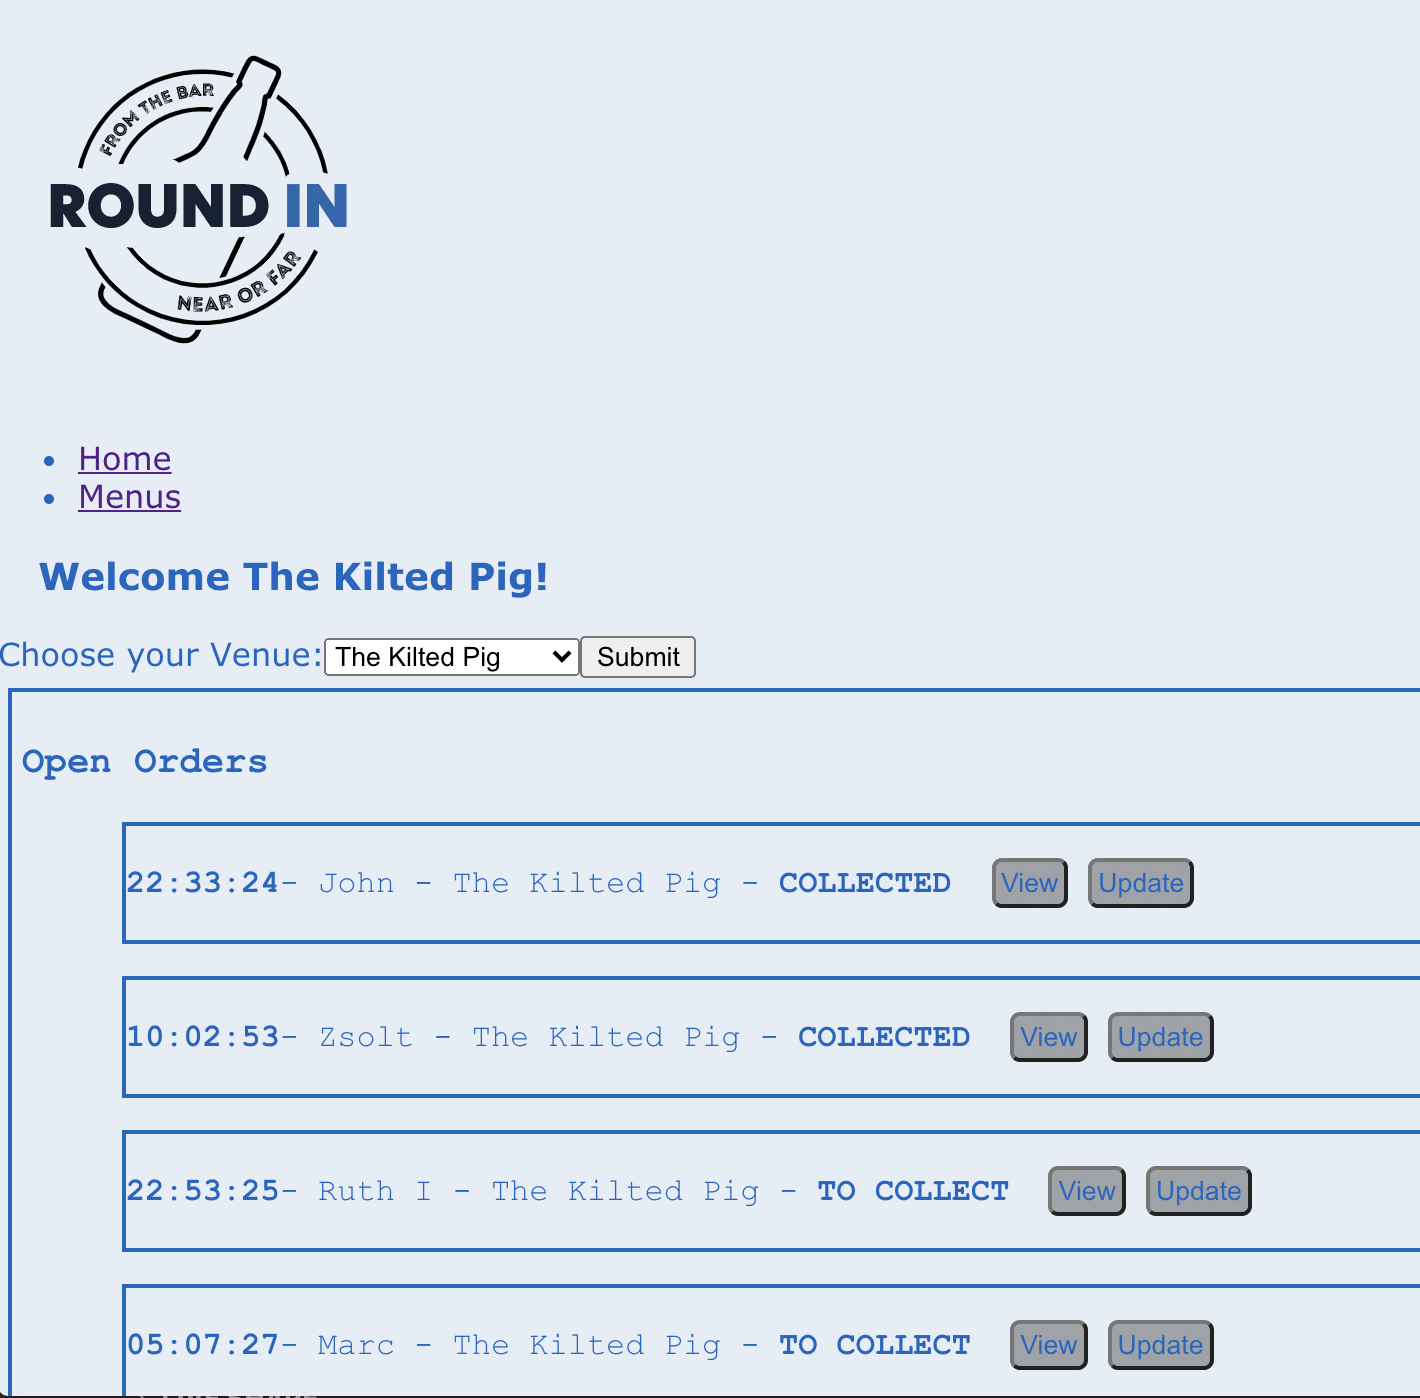 FROM THE BAR
ROUND IN
NEAR OR FAR
Home
Menus
Welcome The Kilted Pig!
Choose your Venue: The Kilted Pig Submit
Open Orders
22:33:24- John - The Kilted Pig - COLLECTED View Update
10:02:53- Zsolt - The Kilted Pig - COLLECTED View Update
22:53:25- Ruth I - The Kilted Pig - TO COLLECT View Update
05:07:27- Marc - The Kilted Pig - TO COLLECT View Update